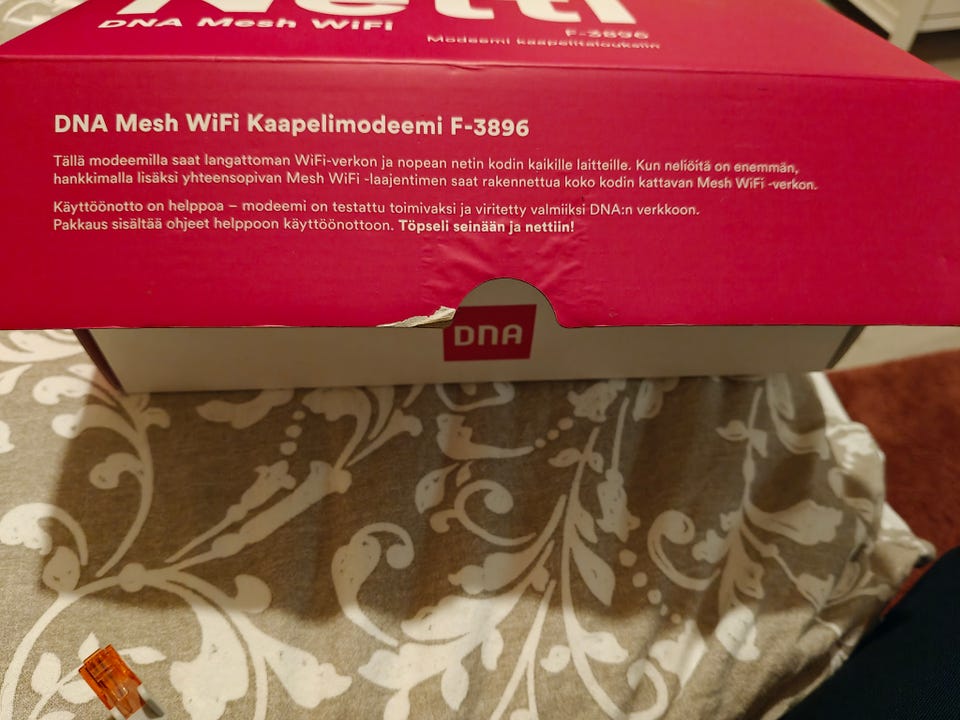 Netti
DNA Mesh WiFi
F-3896
Modeemi kaapelitalouksiin
DNA Mesh WiFi Kaapelimodeemi F-3896
Tällä modeemilla saat langattoman WiFi-verkon ja nopean netin kodin kaikille laitteille. Kun neliöitä on enemmän,
hankkimalla lisäksi yhteensopivan Mesh WiFi -laajentimen saat rakennettua koko kodin kattavan Mesh WiFi -verkon.
Käyttöönotto on helppoa – modeemi on testattu toimivaksi ja viritetty valmiiksi DNA:n verkkoon.
Pakkaus sisältää ohjeet helppoon käyttöönottoon. Töpseli seinään ja nettiin!
DNA